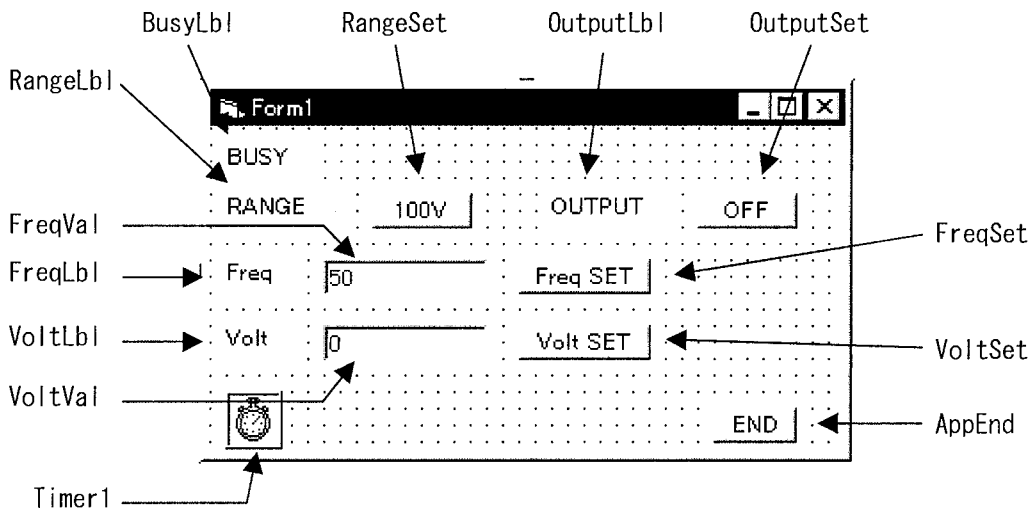 BusyLbl RangeSet OutputLbl OutputSet
RangeLbl
Form1
BUSY
RANGE 100V OUTPUT OFF
FreqVal
FreqSet
FreqLbl Freq 50 Freq SET
VoltLbl Volt 0 Volt SET
VoltSet
VoltVal
END AppEnd
Timer1